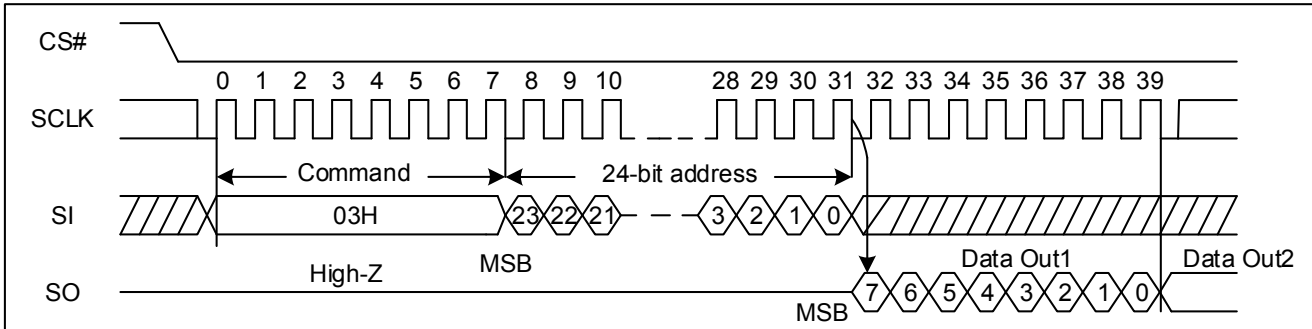 CS#
0 1 2 3 4 5 6 7 8 9 10 28 29 30 31 32 33 34 35 36 37 38 39
SCLK
Command 24-bit address
SI 03H 23 22 21 3 2 1 0
High-Z MSB Data Out1 Data Out2
SO 7 6 5 4 3 2 1 0
MSB